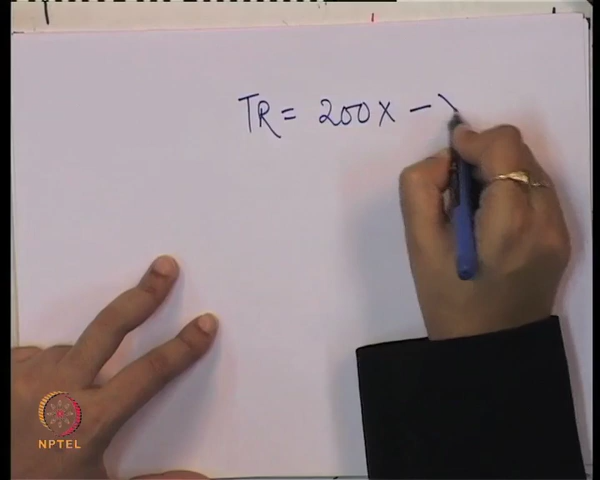 TR = 200X -
NPTEL